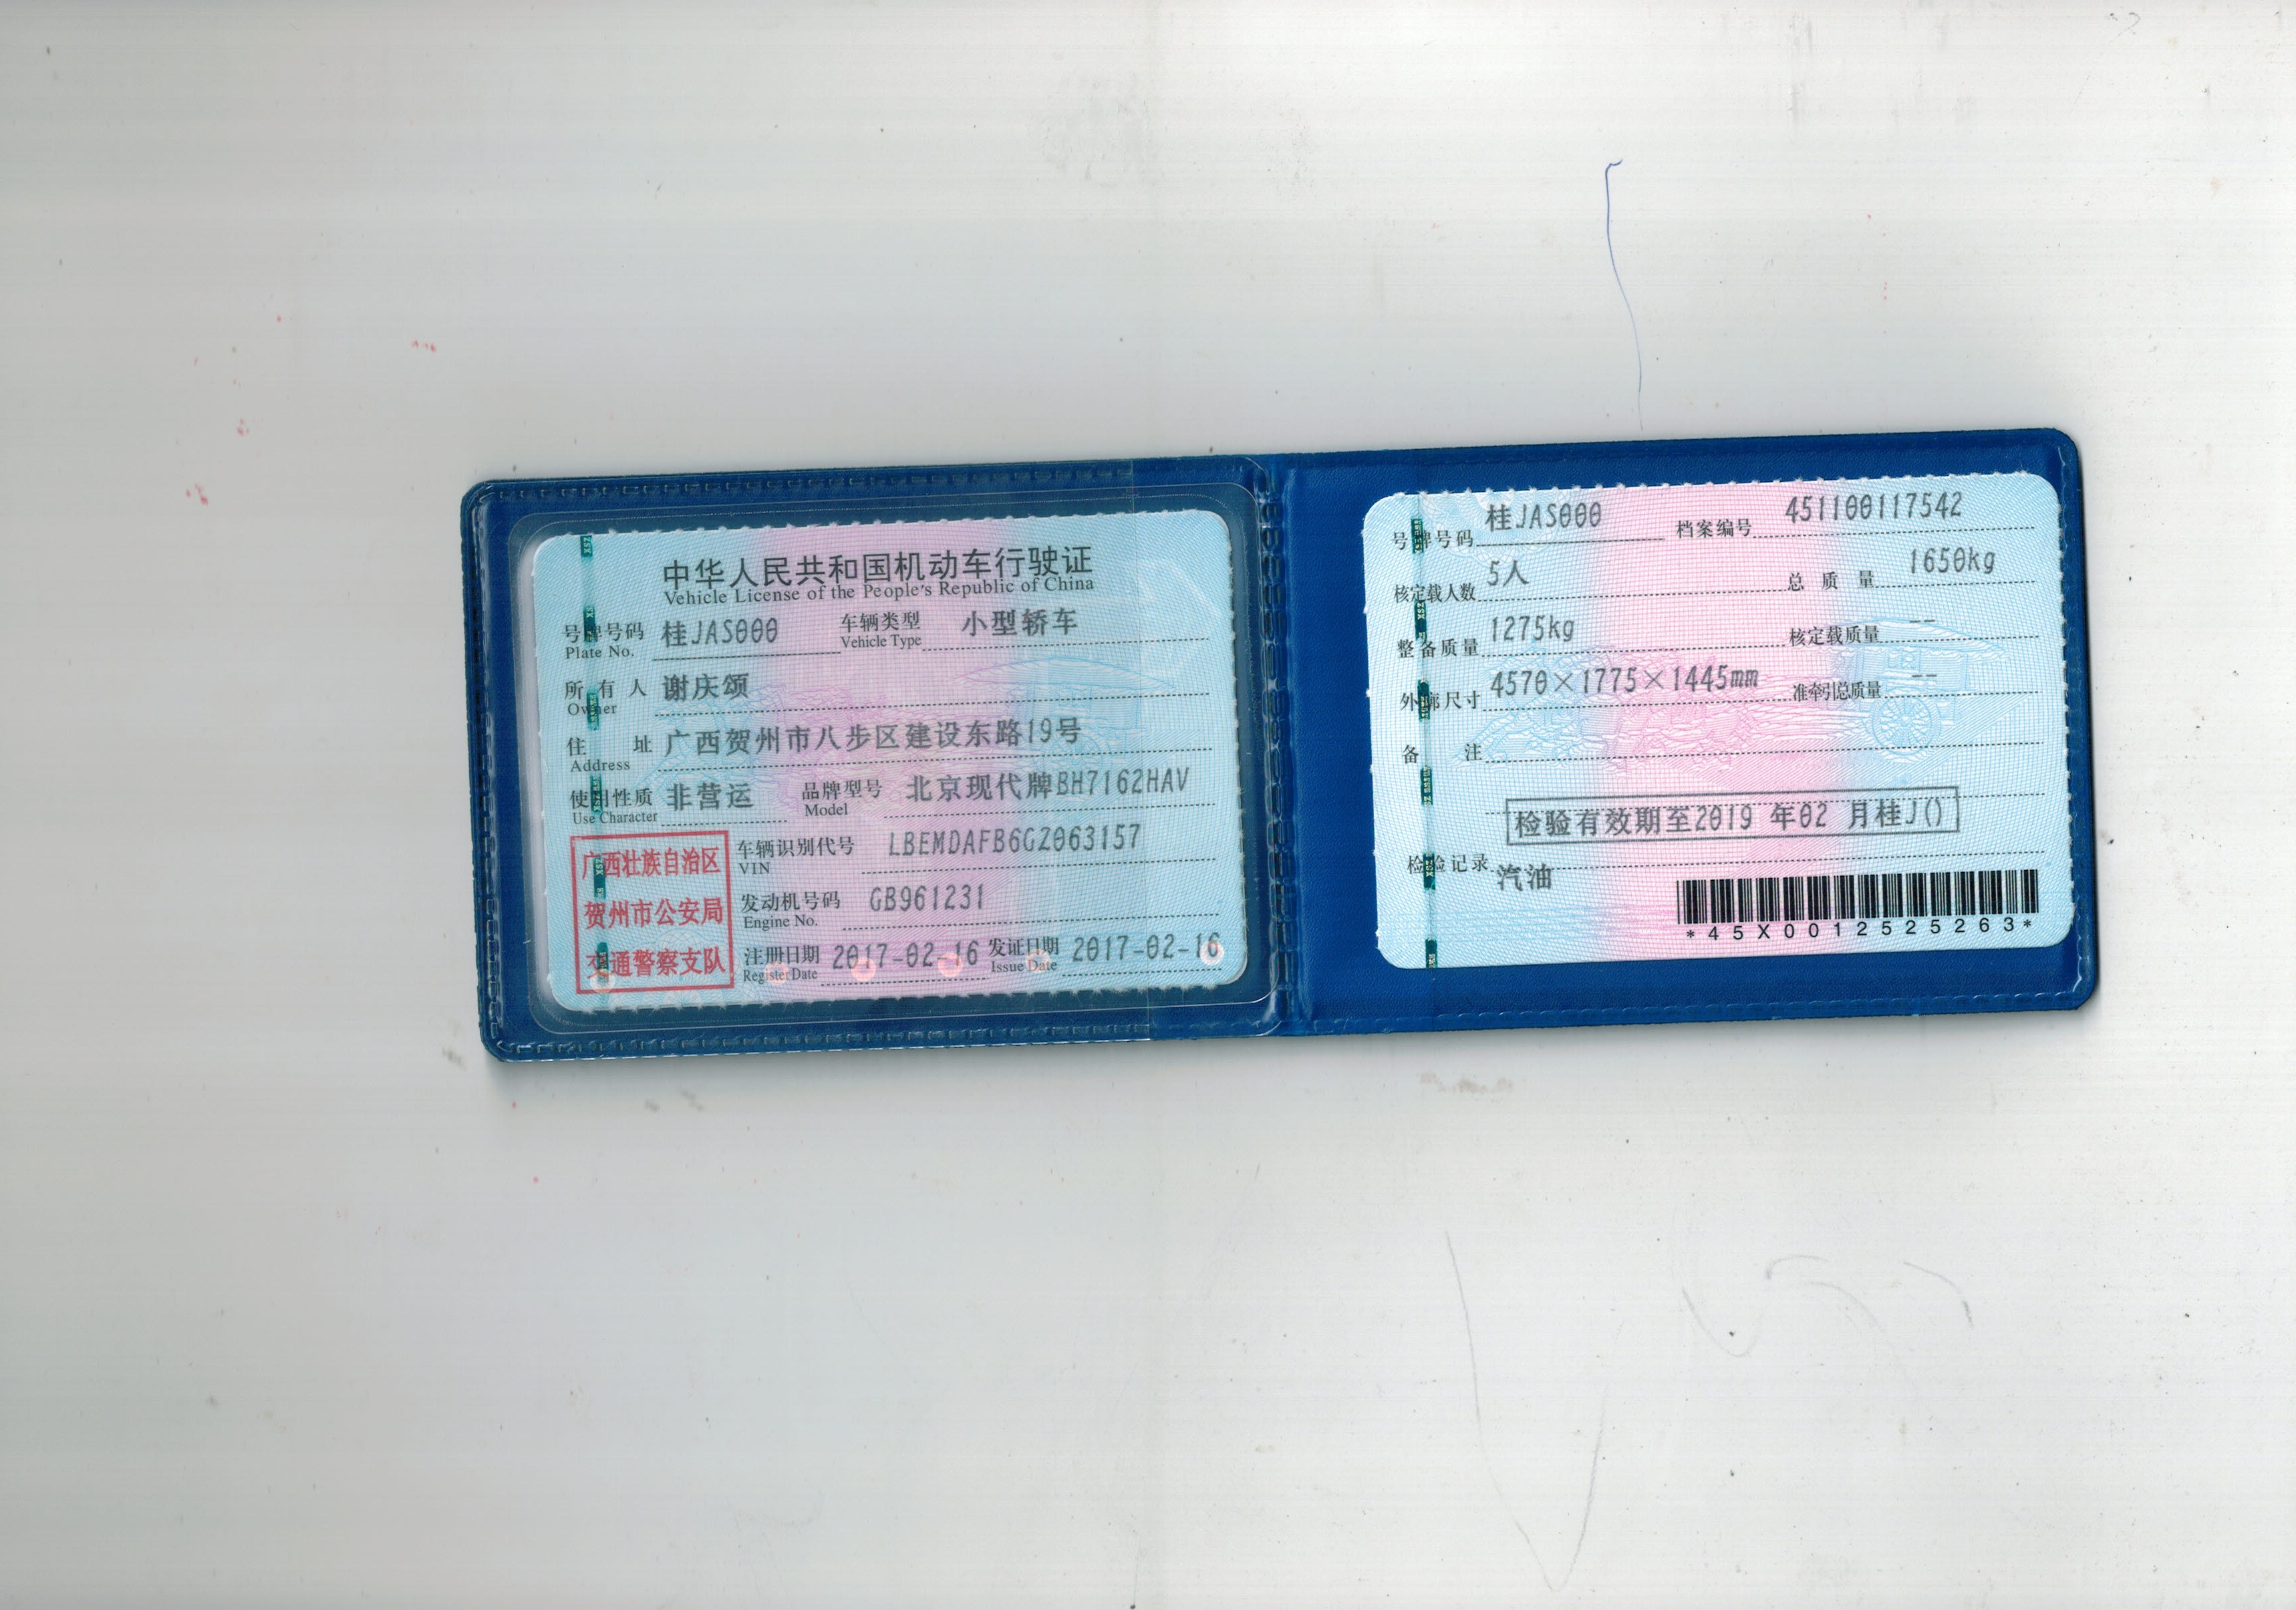 中华人民共和国机动车行驶证
Vehicle License of the People's Republic of China
号牌号码 桂JAS000 车辆类型 小型轿车
Plate No. Vehicle Type
所有人 谢庆颂
Owner
住址 广西贺州市八步区建设东路19号
Address
使用性质 非营运 品牌型号 北京现代牌BH7162HAV
Use Character Model
广西壮族自治区
贺州市公安局
交通警察支队
车辆识别代号 LBEMDAFB6GZ063157
VIN
发动机号码 GB961231
Engine No.
注册日期 2017-02-16 发证日期 2017-02-16
Register Date Issue Date
号牌号码 桂JAS000 档案编号 451100117542
核定载人数 5人 总质量 1650kg
整备质量 1275kg 核定载质量 --
外廓尺寸 4570×1775×1445mm 准牵引总质量 --
备注
检验有效期至2019 年02 月桂J()
检验记录 汽油
*45X0012525263*